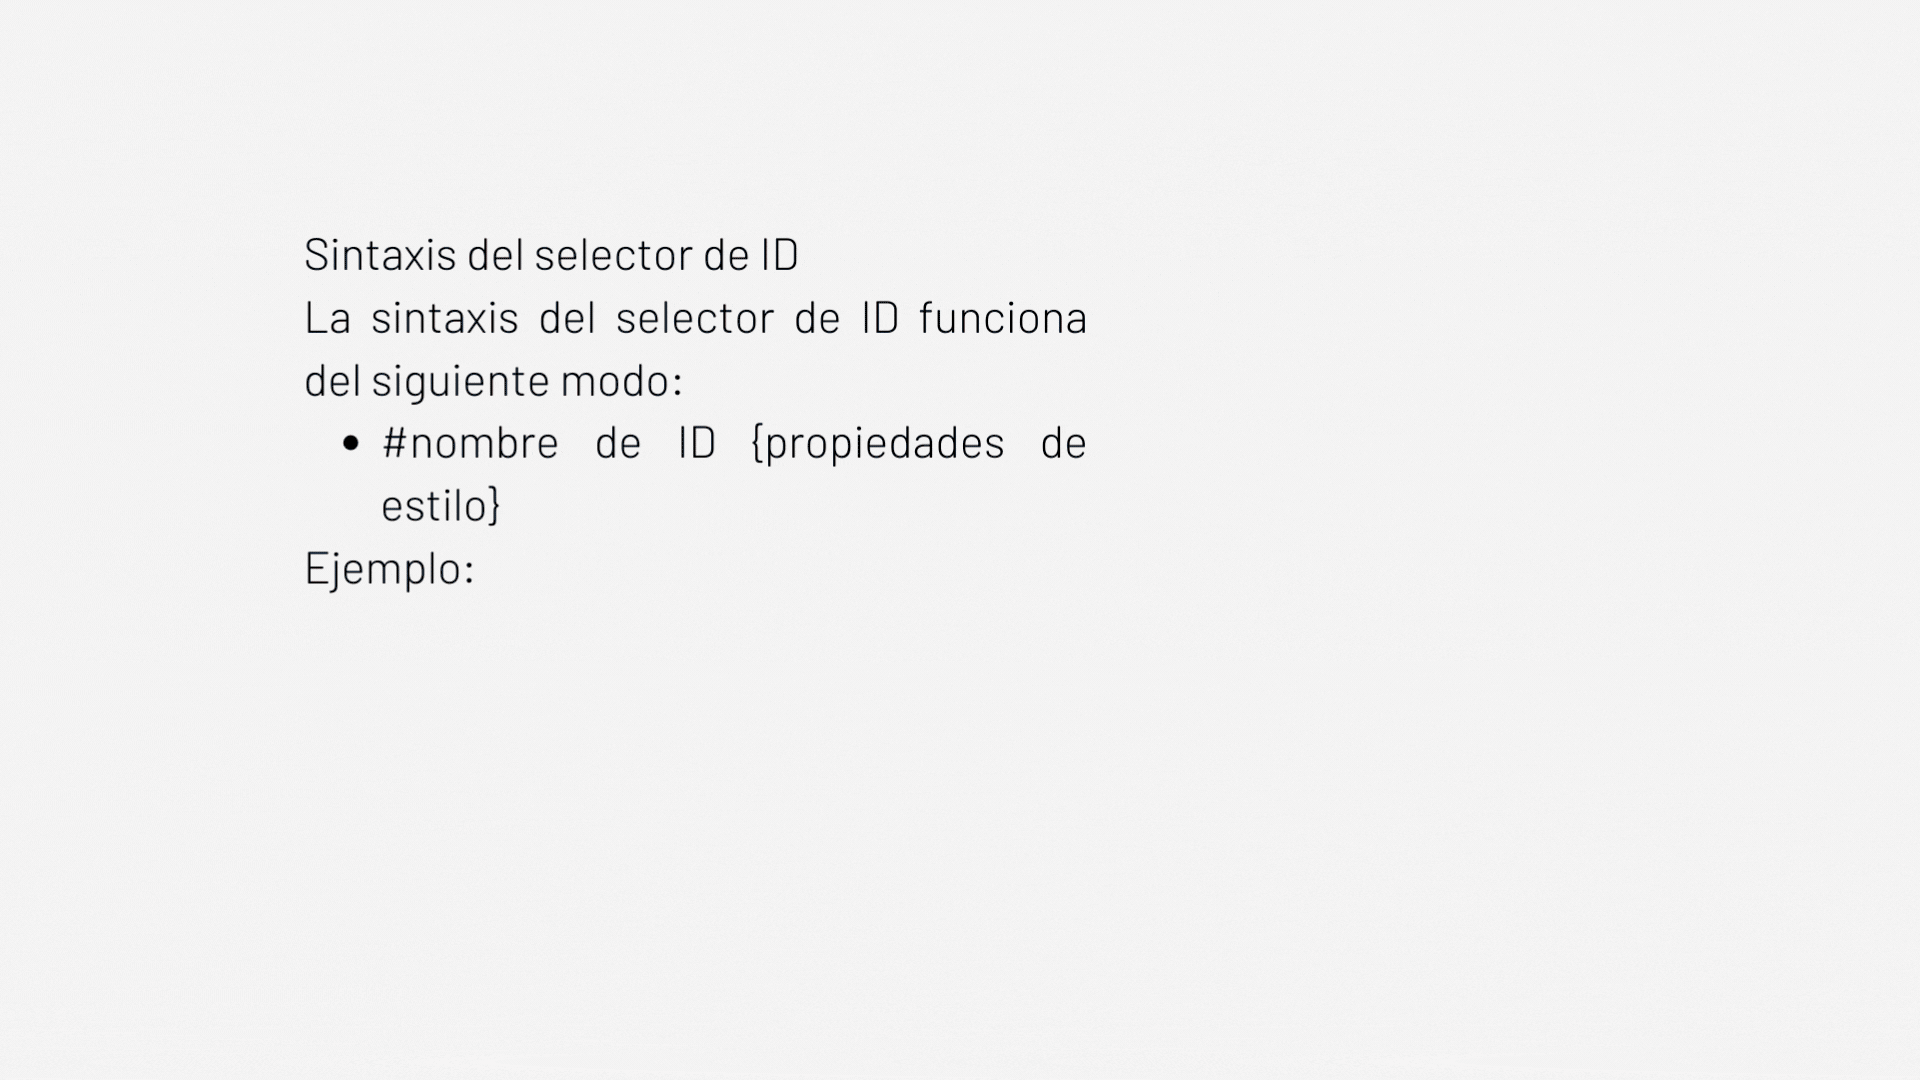 Sintaxis del selector de ID
La sintaxis del selector de ID funciona
del siguiente modo:
• #nombre de ID {propiedades de
estilo}
Ejemplo: